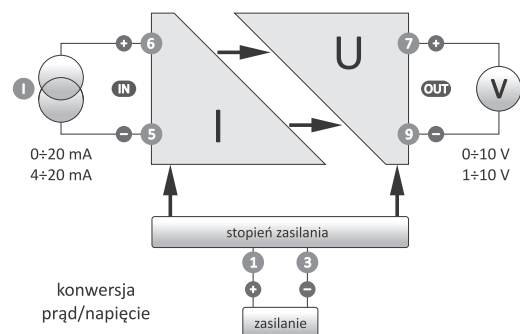 + 6
7 +
I
IN
I
U
OUT
V
− 5
9 −
0÷20 mA
4÷20 mA
0÷10 V
1÷10 V
stopień zasilania
1
3
+
−
konwersja
prąd/napięcie
zasilanie